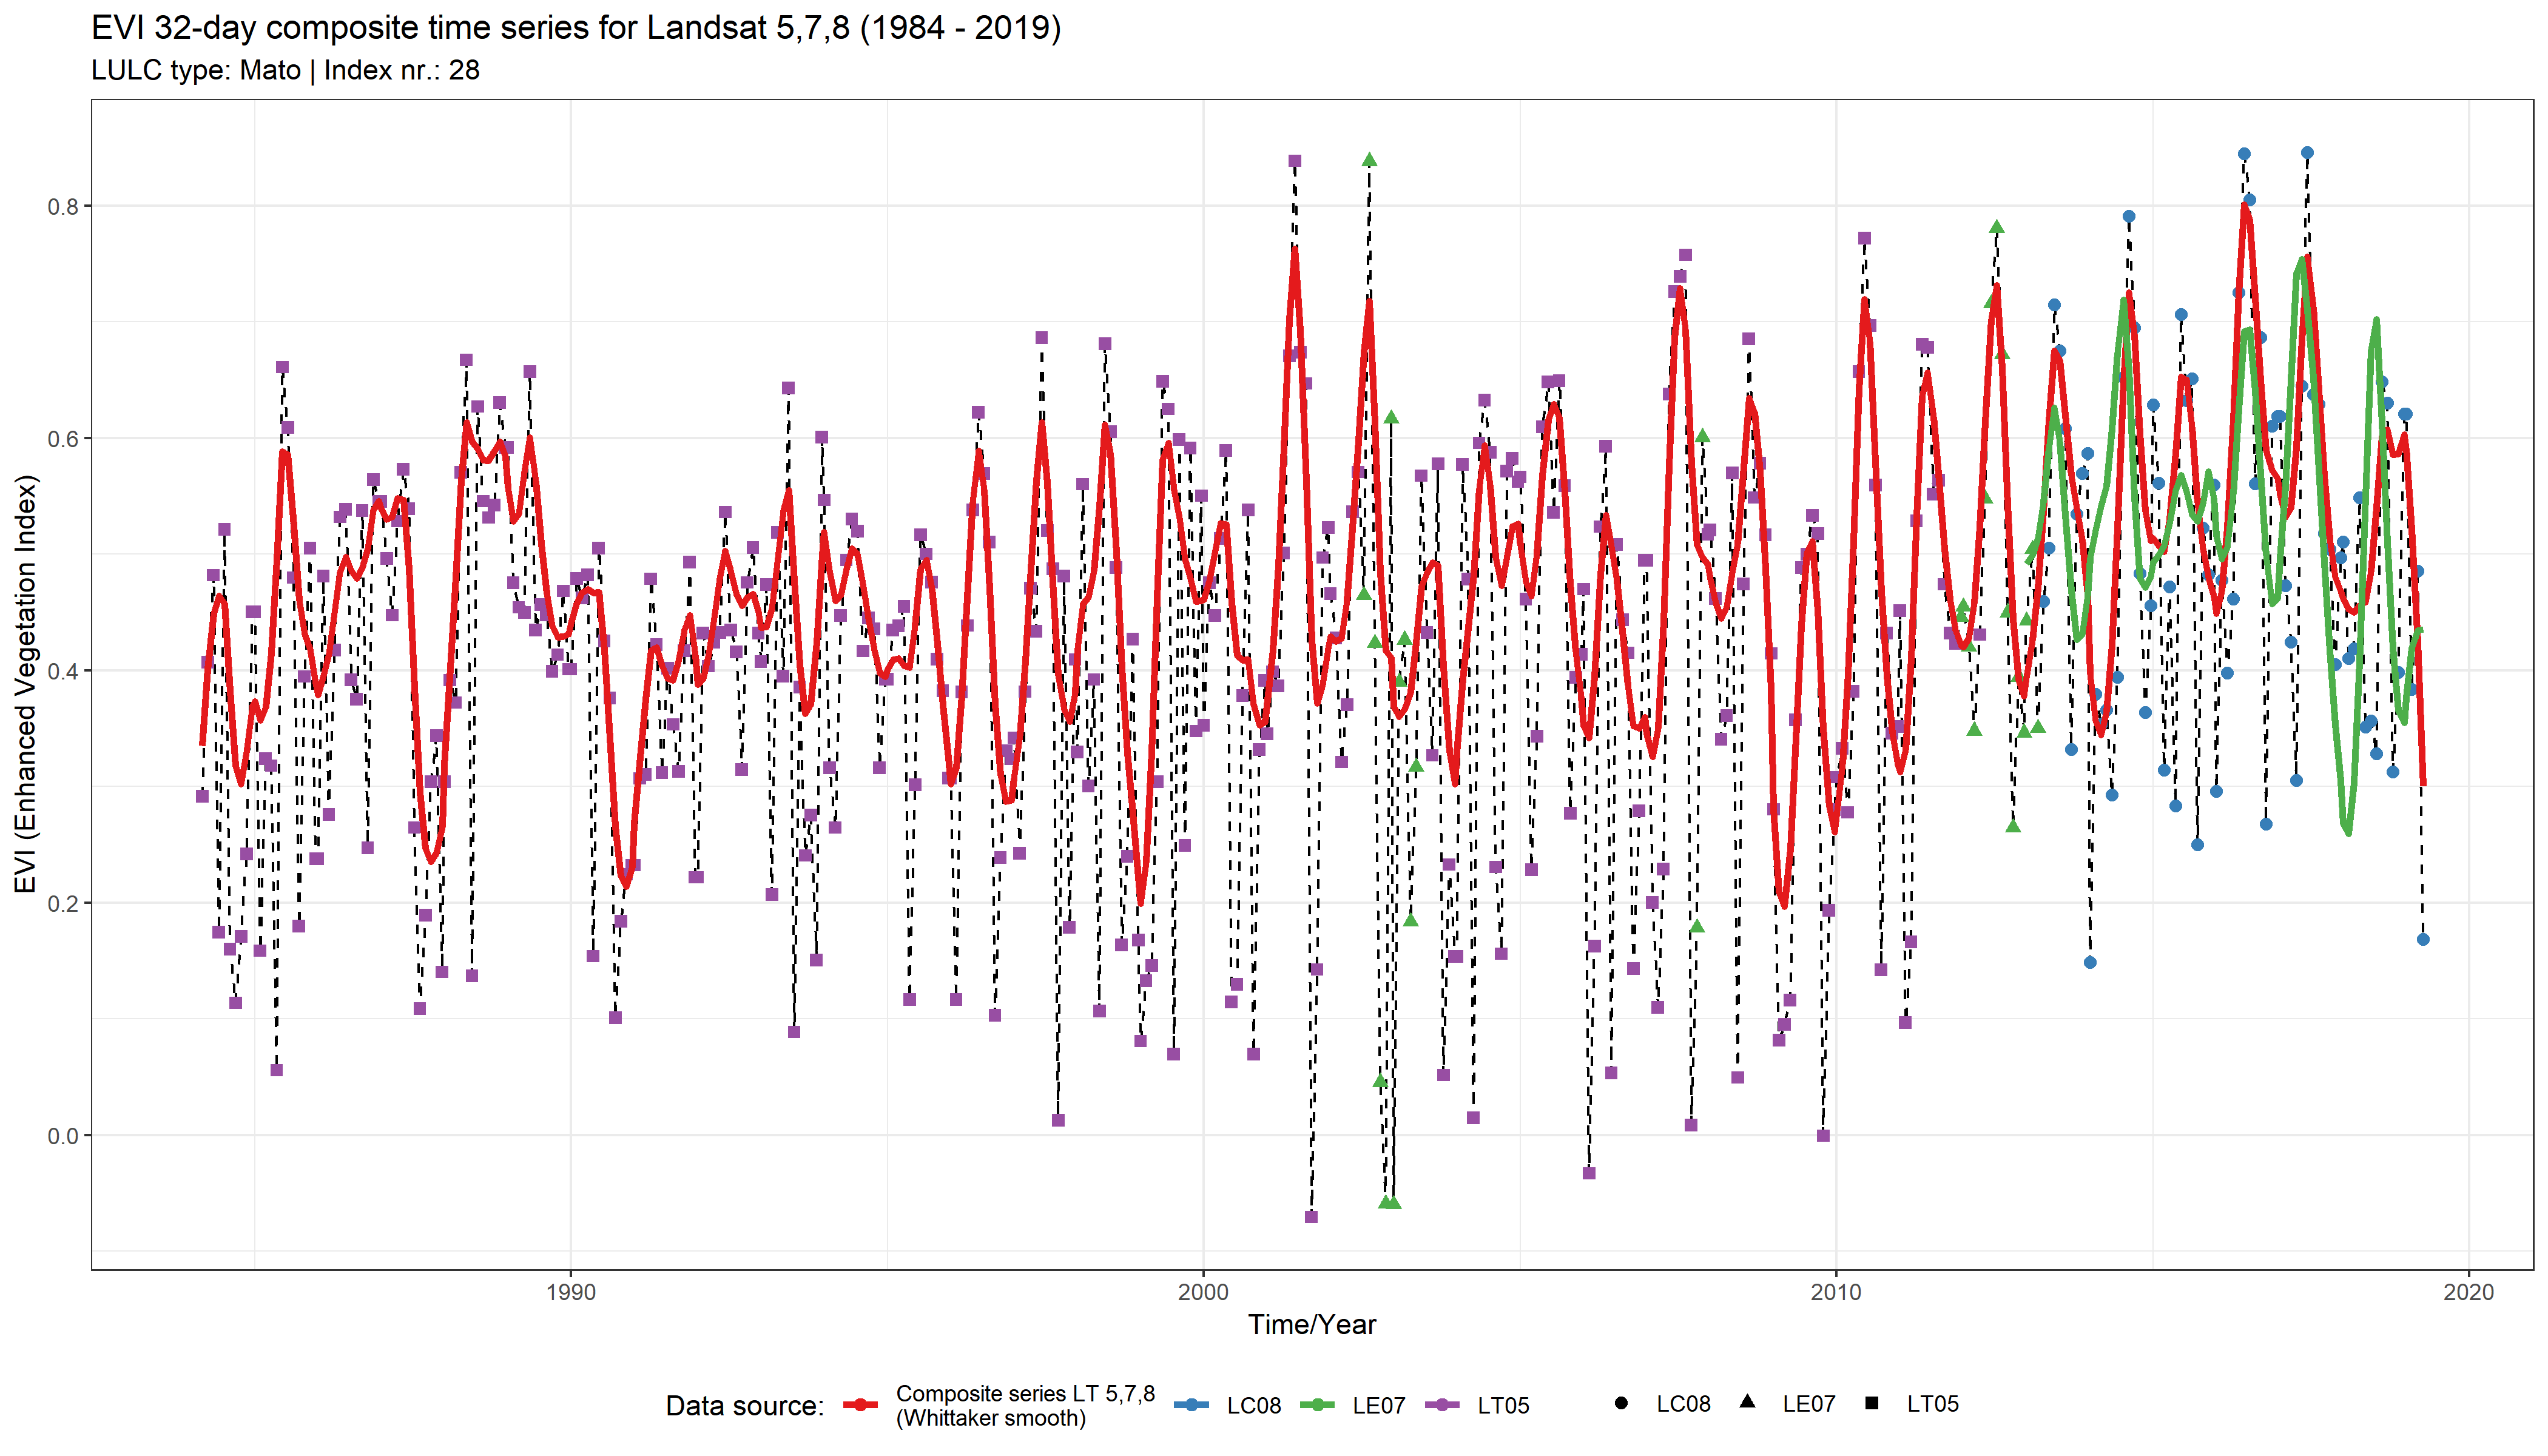 EVI 32-day composite time series for Landsat 5,7,8 (1984 - 2019)
LULC type: Mato | Index nr.: 28
EVI (Enhanced Vegetation Index)
0.8
0.6
0.4
0.2
0.0
1990 2000 2010 2020
Time/Year
Data source: Composite series LT 5,7,8 LC08 LE07 LT05 LC08 LE07 LT05
(Whittaker smooth)